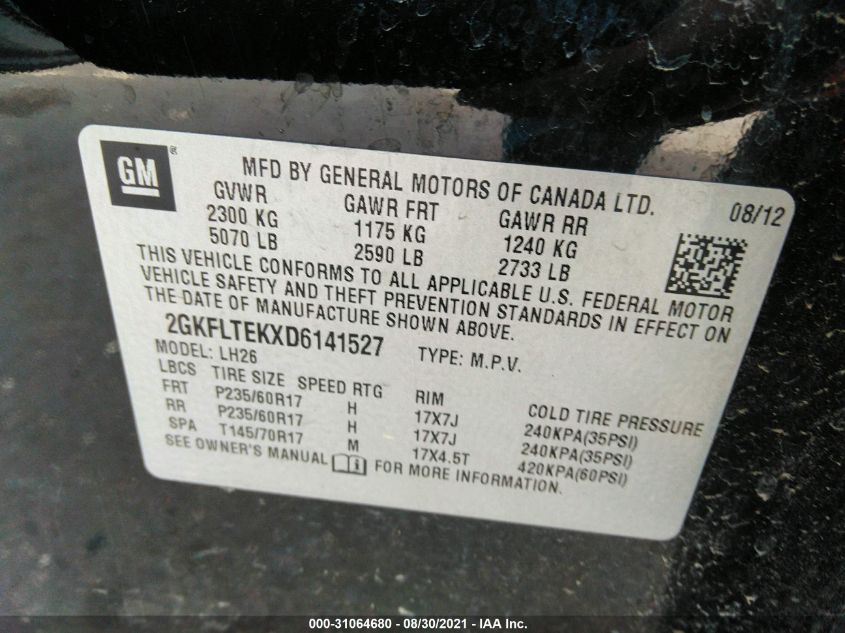 GM ®
MFD BY GENERAL MOTORS OF CANADA LTD. 08/12
GVWR GAWR FRT GAWR RR
2300 KG 1175 KG 1240 KG
5070 LB 2590 LB 2733 LB
THIS VEHICLE CONFORMS TO ALL APPLICABLE U.S. FEDERAL MOTOR
VEHICLE SAFETY AND THEFT PREVENTION STANDARDS IN EFFECT ON
THE DATE OF MANUFACTURE SHOWN ABOVE.
2GKFLTEKXD6141527 TYPE: M.P.V.
MODEL: LH26
LBCS TIRE SIZE SPEED RTG RIM COLD TIRE PRESSURE
FRT P235/60R17 H 17X7J 240KPA(35PSI)
RR P235/60R17 H 17X7J 240KPA(35PSI)
SPA T145/70R17 M 17X4.5T 420KPA(60PSI)
SEE OWNER'S MANUAL i FOR MORE INFORMATION.
000-31064680 - 08/30/2021 - IAA Inc.